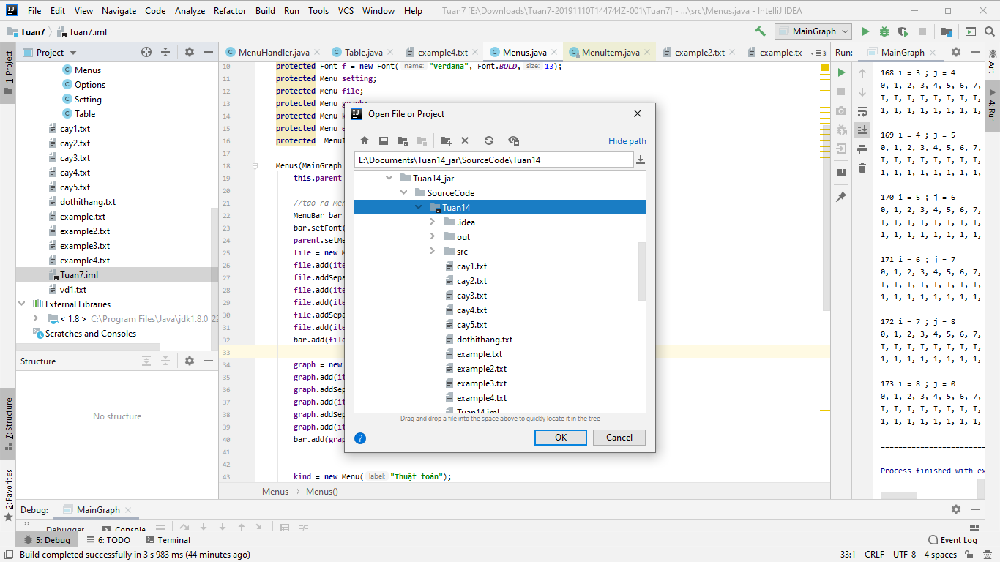 File Edit View Navigate Code Analyze Refactor Build Run Tools VCS Window Help Tuan7 [E:\Downloads\Tuan7-20191110T144744Z-001\Tuan7] - ...\src\Menus.java - IntelliJ IDEA
Tuan7 Tuan7.iml MainGraph
1: Project
Project
Menus
Options
Setting
Table
cay1.txt
cay2.txt
cay3.txt
cay4.txt
cay5.txt
dothithang.txt
example.txt
example2.txt
example3.txt
example4.txt
Tuan7.iml
vd1.txt
External Libraries
< 1.8 > C:\Program Files\Java\jdk1.8.0_22
Scratches and Consoles
Structure
No structure
7: Structure
2: Favorites
MenuHandler.java Table.java example4.txt Menus.java MenuItem.java example2.txt example.tx 3
10 protected Font f = new Font( name: "Verdana", Font.BOLD, size: 13);
11 protected Menu setting;
12 protected Menu file;
13 protected Menu graph;
14 protected Menu k
15 protected Menu e
16 protected MenuI
17
18 Menus(MainGraph
19 this.parent
20
21 //tao ra Men
22 MenuBar bar
23 bar.setFont(
24 parent.setMe
25 file = new M
26 file.add(ite
27 file.addSepa
28 file.add(ite
29 file.add(ite
30 file.addSepa
31 file.add(ite
32 bar.add(file
33
34 graph = new
35 graph.add(it
36 graph.addSep
37 graph.add(it
38 graph.addSep
39 graph.add(it
40 bar.add(grap
41
42
43 kind = new Menu( label: "Thuật toán");
Menus Menus()
Open File or Project
Hide path
E:\Documents\Tuan14_jar\SourceCode\Tuan14
Tuan14_jar
SourceCode
Tuan14
.idea
out
src
cay1.txt
cay2.txt
cay3.txt
cay4.txt
cay5.txt
dothithang.txt
example.txt
example2.txt
example3.txt
example4.txt
Tuan14.iml
Drag and drop a file into the space above to quickly locate it in the tree
? OK Cancel
Run: MainGraph
168 i = 3 ; j = 4
0, 1, 2, 3, 4, 5, 6, 7,
T, T, T, T, T, T, T, T,
1, 1, 1, 1, 1, 1, 1, 1,
169 i = 4 ; j = 5
0, 1, 2, 3, 4, 5, 6, 7,
T, T, T, T, T, T, T, T,
1, 1, 1, 1, 1, 1, 1, 1,
170 i = 5 ; j = 6
0, 1, 2, 3, 4, 5, 6, 7,
T, T, T, T, T, T, T, T,
1, 1, 1, 1, 1, 1, 1, 1,
171 i = 6 ; j = 7
0, 1, 2, 3, 4, 5, 6, 7,
T, T, T, T, T, T, T, T,
1, 1, 1, 1, 1, 1, 1, 1,
172 i = 7 ; j = 8
0, 1, 2, 3, 4, 5, 6, 7,
T, T, T, T, T, T, T, T,
1, 1, 1, 1, 1, 1, 1, 1,
173 i = 8 ; j = 0
0, 1, 2, 3, 4, 5, 6, 7,
T, T, T, T, T, T, T, T,
1, 1, 1, 1, 1, 1, 1, 1,
========================
Process finished with ex
Ant
4: Run
Debug: MainGraph
Debugger Console
5: Debug 6: TODO Terminal Event Log
Build completed successfully in 3 s 983 ms (44 minutes ago) 33:1 CRLF UTF-8 4 spaces